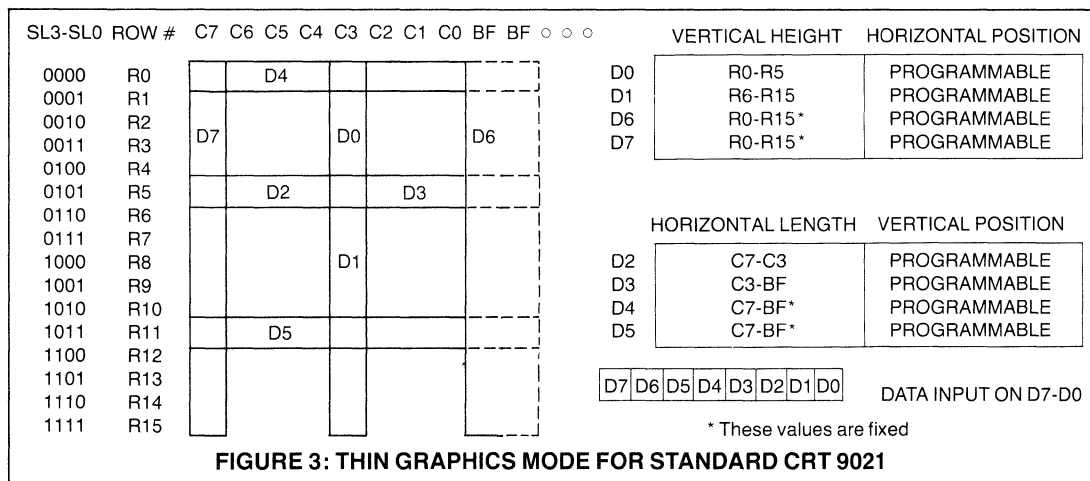 SL3-SL0 ROW # C7 C6 C5 C4 C3 C2 C1 C0 BF BF ○ ○ ○
0000 R0 D4
0001 R1
0010 R2
0011 R3 D7 D0 D6
0100 R4
0101 R5 D2 D3
0110 R6
0111 R7
1000 R8 D1
1001 R9
1010 R10
1011 R11 D5
1100 R12
1101 R13
1110 R14
1111 R15
VERTICAL HEIGHT HORIZONTAL POSITION
D0 R0-R5 PROGRAMMABLE
D1 R6-R15 PROGRAMMABLE
D6 R0-R15* PROGRAMMABLE
D7 R0-R15* PROGRAMMABLE
HORIZONTAL LENGTH VERTICAL POSITION
D2 C7-C3 PROGRAMMABLE
D3 C3-BF PROGRAMMABLE
D4 C7-BF* PROGRAMMABLE
D5 C7-BF* PROGRAMMABLE
D7 D6 D5 D4 D3 D2 D1 D0 DATA INPUT ON D7-D0
* These values are fixed
FIGURE 3: THIN GRAPHICS MODE FOR STANDARD CRT 9021